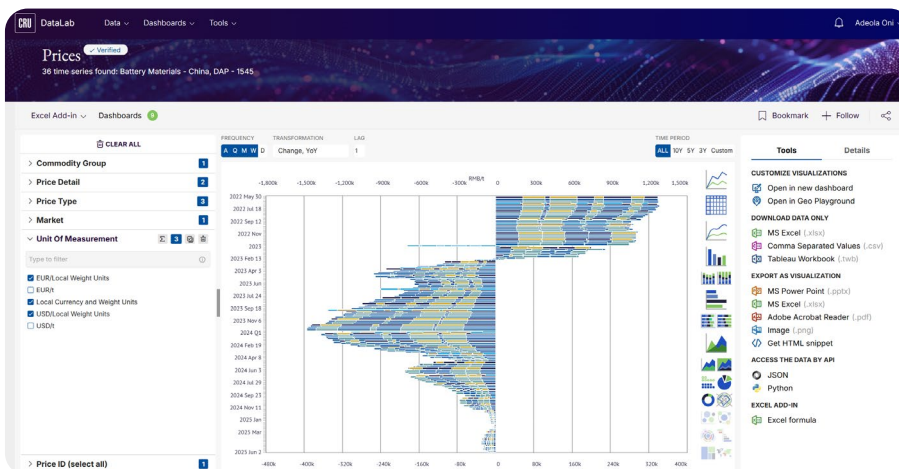 CRU DataLab Data Dashboards Tools Adeola Oni
Prices Verified
36 time series found: Battery Materials - China, DAP - 1545
Excel Add-in Dashboards 9 Bookmark + Follow
CLEAR ALL
Commodity Group 1
Price Detail 2
Price Type 3
Market 1
Unit Of Measurement Σ 3
Type to filter
EUR/Local Weight Units
EUR/t
Local Currency and Weight Units
USD/Local Weight Units
USD/t
Price ID (select all) 1
FREQUENCY TRANSFORMATION LAG TIME PERIOD
A Q M W D Change, YoY 1 ALL 10Y 5Y 3Y Custom
RMB/t
-1,800k -1,500k -1,200k -900k -600k -300k 0 300k 600k 900k 1,200k 1,500k
2022 May 30
2022 Jul 18
2022 Sep 12
2022 Nov
2023
2023 Feb 13
2023 Apr 3
2023 Jun
2023 Jul 24
2023 Sep 18
2023 Nov 6
2024 Q1
2024 Feb 19
2024 Apr 8
2024 Jun 3
2024 Jul 29
2024 Sep 23
2024 Nov 11
2025 Jan
2025 Mar
2025 Jun 2
-480k -400k -320k -240k -160k -80k 0 80k 160k 240k 320k 400k
Tools Details
CUSTOMIZE VISUALIZATIONS
Open in new dashboard
Open in Geo Playground
DOWNLOAD DATA ONLY
MS Excel (.xlsx)
Comma Separated Values (.csv)
Tableau Workbook (.twb)
EXPORT AS VISUALIZATION
MS Power Point (.pptx)
MS Excel (.xlsx)
Adobe Acrobat Reader (.pdf)
Image (.png)
Get HTML snippet
ACCESS THE DATA BY API
JSON
Python
EXCEL ADD-IN
Excel formula